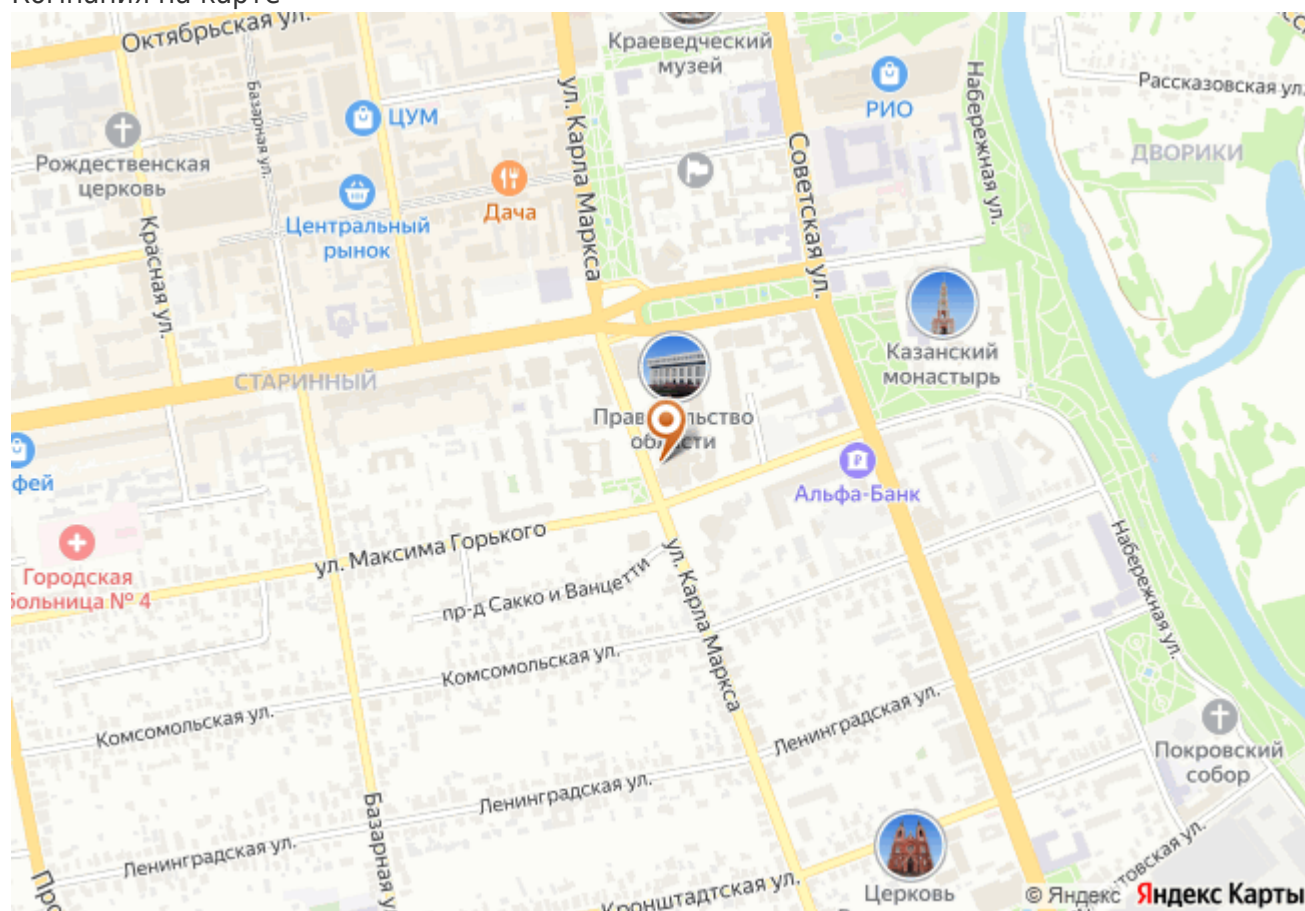 Компания на карте
Октябрьская ул.
Краеведческий
музей
Базарная ул.
ЦУМ
ул. Карла Маркса
РИО
Набережная ул.
Рассказовская ул.
Рождественская
церковь
Советская ул.
ДВОРИКИ
Дача
Центральный
рынок
Красная ул.
Казанский
монастырь
СТАРИННЫЙ
Правительство
области
фей
Альфа-Банк
ул. Максима Горького
Городская
больница № 4
пр-д Сакко и Ванцетти
ул. Карла Маркса
Набережная ул.
Комсомольская ул.
Комсомольская ул.
Ленинградская ул.
Покровский
собор
Ленинградская ул.
Базарная ул.
Ленинградская ул.
Кронштадтская ул.
Церковь
© Яндекс Яндекс Карты